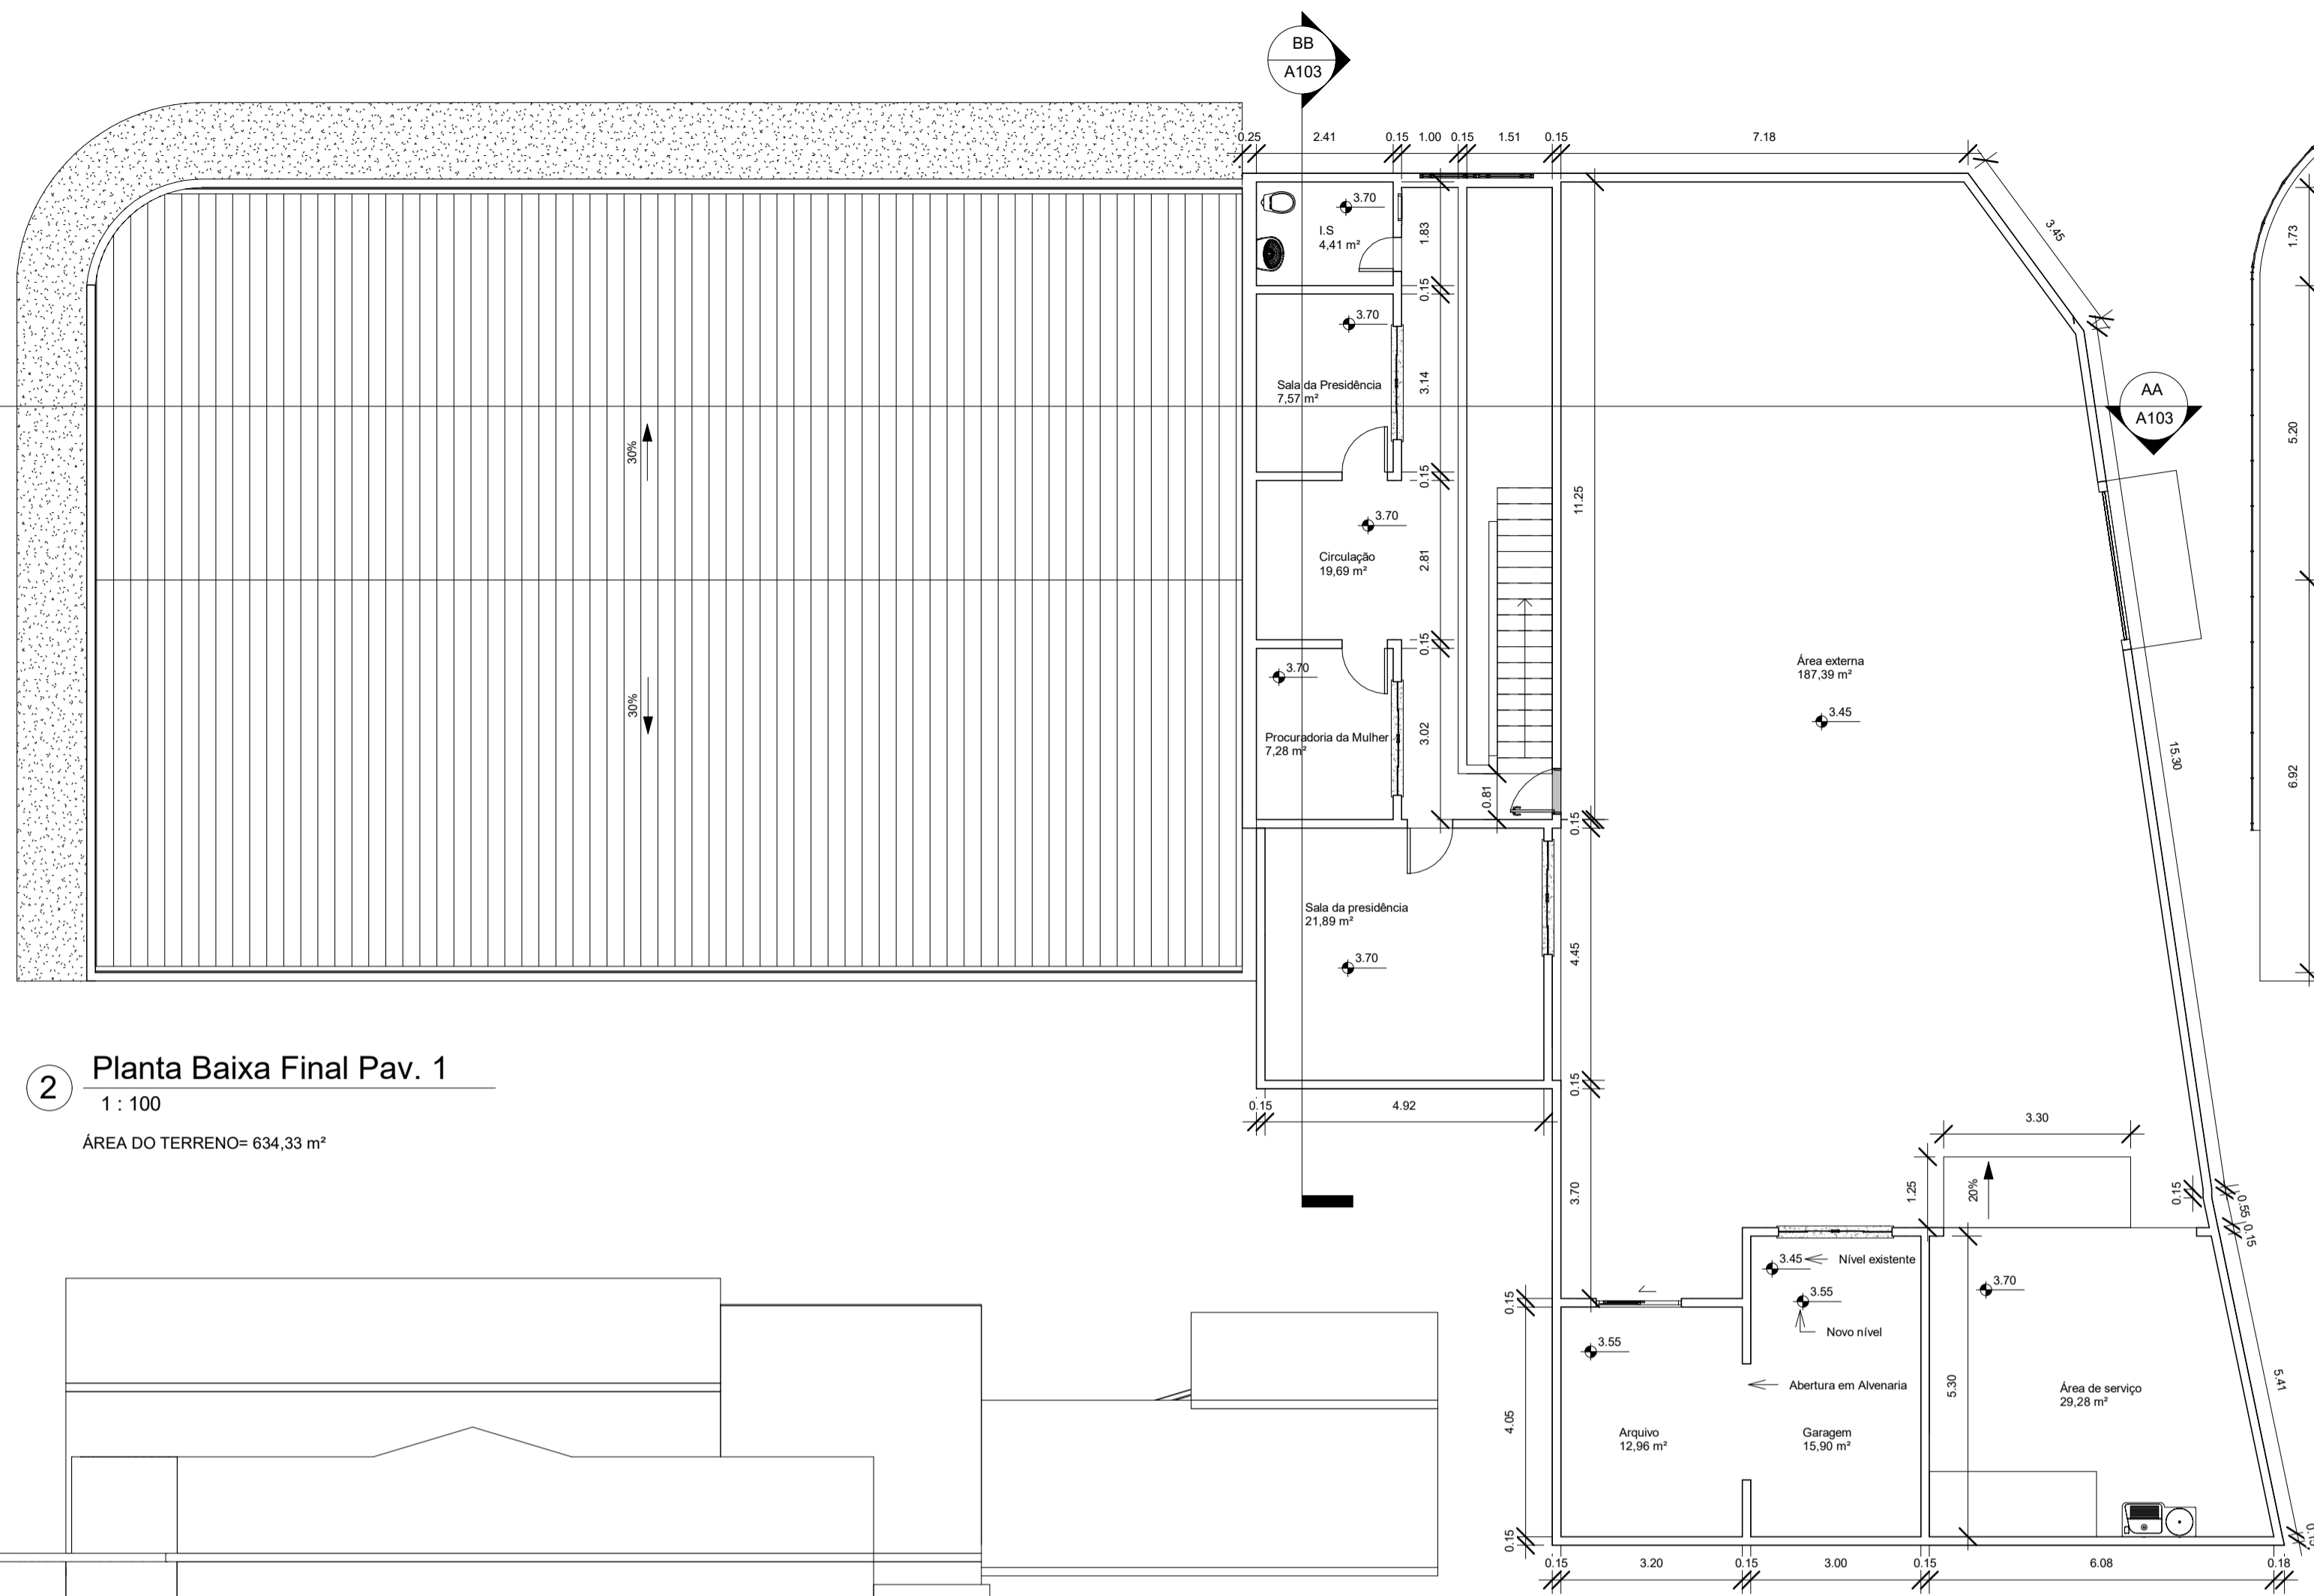 BB
A103
0.25
2.41
0.15
1.00
0.15
1.51
0.15
7.18
3.45
3.70
I.S
4,41 m²
1.83
0.15
3.70
Sala da Presidência
7,57 m²
3.14
0.15
3.70
Circulação
19,69 m²
2.81
0.15
3.70
Procuradoria da Mulher
7,28 m²
3.02
0.81
0.15
11.25
Área externa
187,39 m²
3.45
AA
A103
15.30
1.73
5.20
6.92
30%
30%
Sala da presidência
21,89 m²
3.70
4.45
0.15
0.15
4.92
3.70
2
Planta Baixa Final Pav. 1
1 : 100
ÁREA DO TERRENO= 634,33 m²
3.30
1.25
20%
0.15
0.55
0.15
3.45
Nível existente
3.55
Novo nível
3.70
0.15
3.55
Abertura em Alvenaria
5.30
Área de serviço
29,28 m²
5.41
4.05
Arquivo
12,96 m²
Garagem
15,90 m²
0.15
0.15
3.20
0.15
3.00
0.15
6.08
0.18